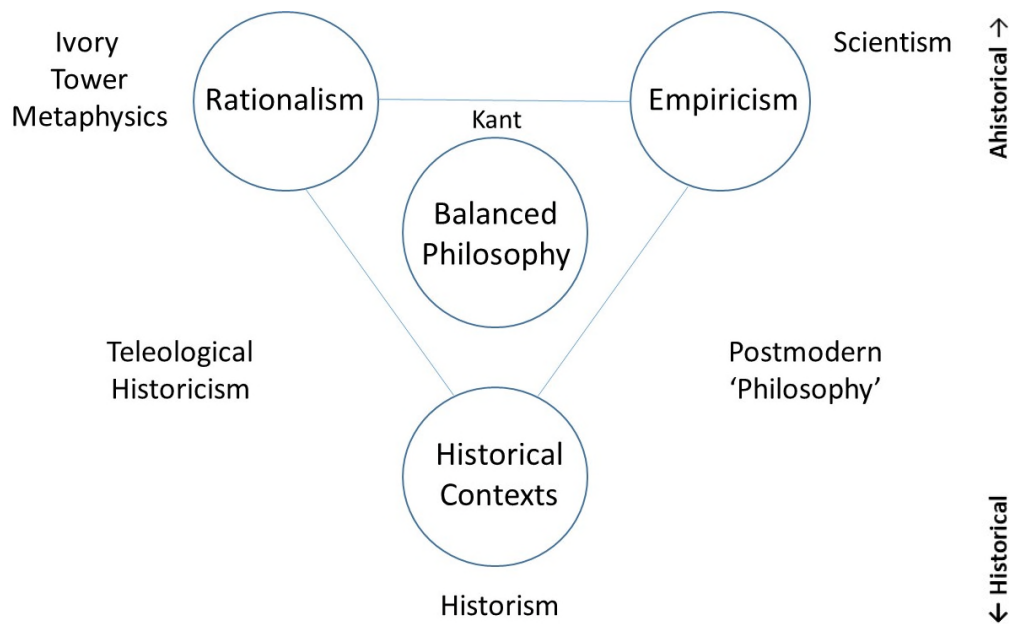 Ivory
Tower
Metaphysics
Rationalism
Empiricism
Scientism
Ahistorical →
Kant
Balanced
Philosophy
Teleological
Historicism
Postmodern
‘Philosophy’
Historical
Contexts
← Historical
Historism